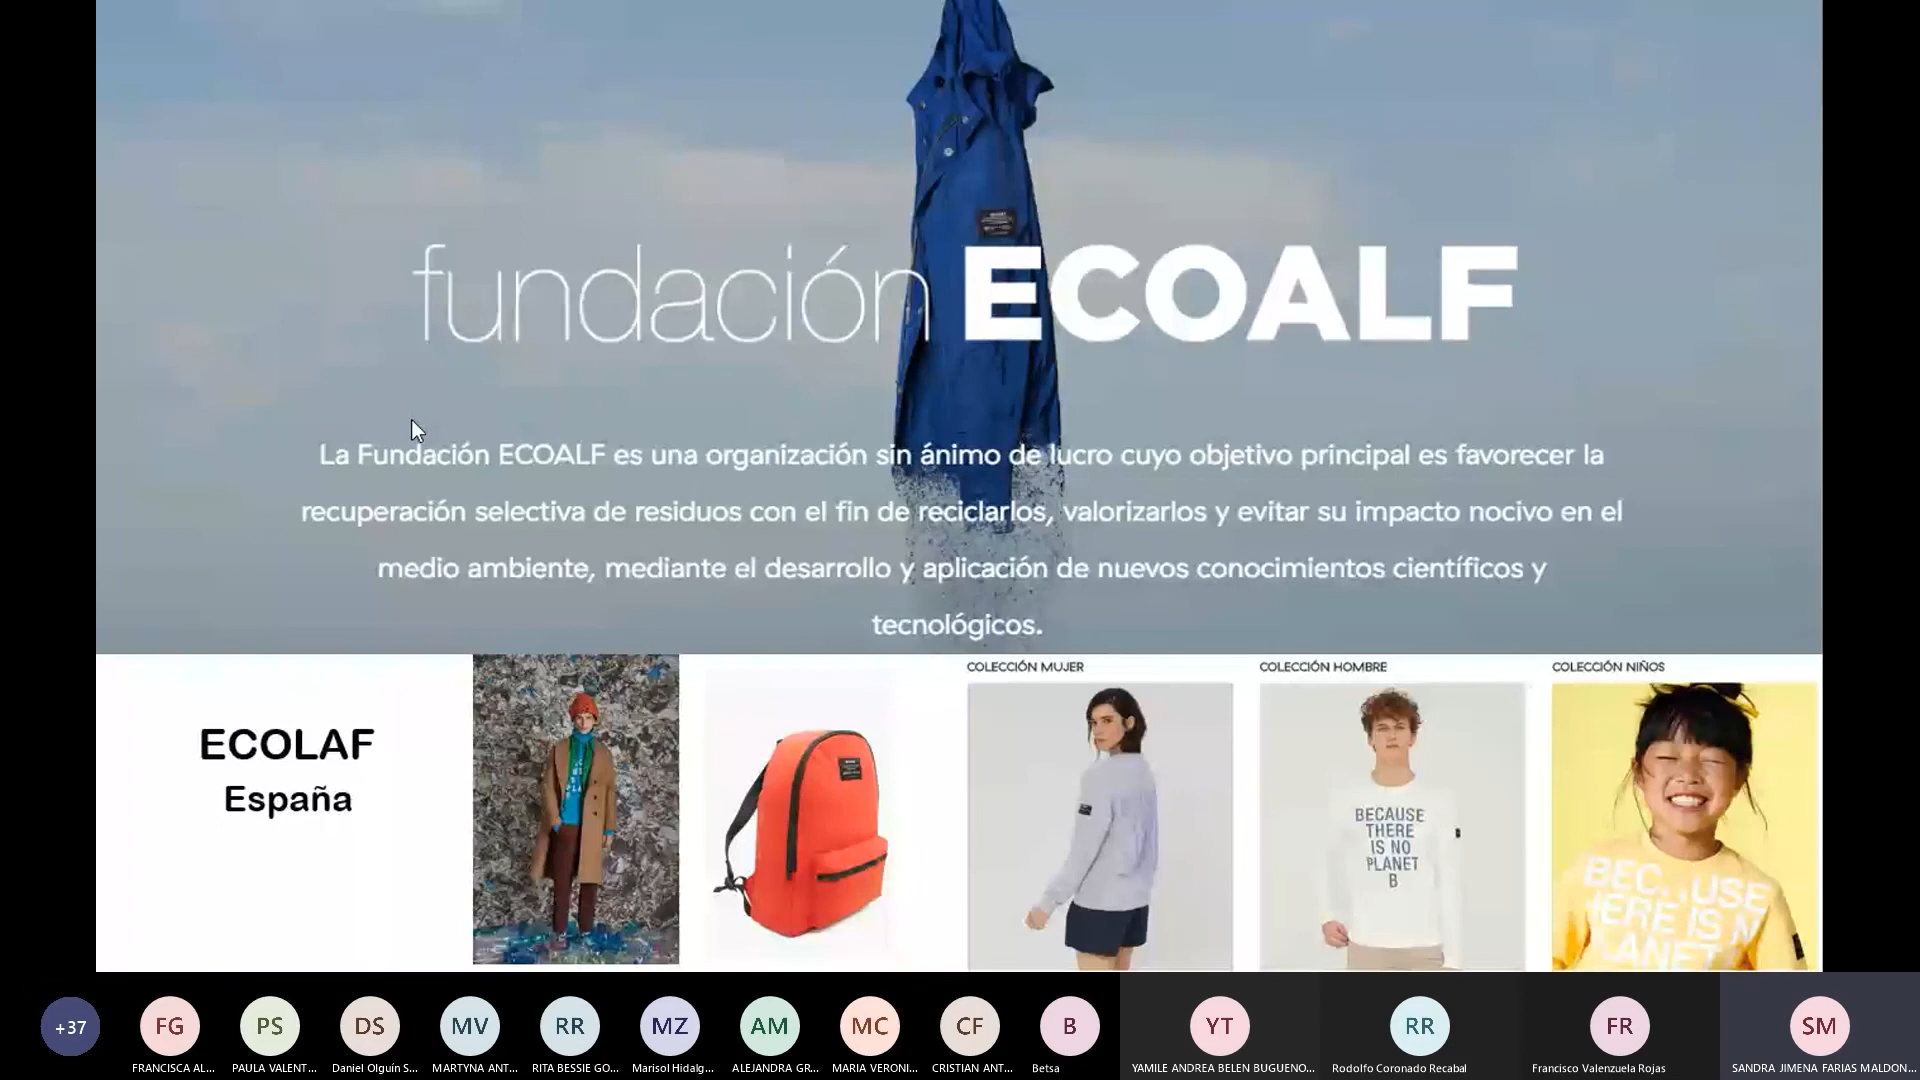 fundación ECOALF
La Fundación ECOALF es una organización sin ánimo de lucro cuyo objetivo principal es favorecer la
recuperación selectiva de residuos con el fin de reciclarlos, valorizarlos y evitar su impacto nocivo en el
medio ambiente, mediante el desarrollo y aplicación de nuevos conocimientos científicos y
tecnológicos.
ECOLAF
España
COLECCIÓN MUJER
COLECCIÓN HOMBRE
BECAUSE
THERE
IS NO
PLANET
B
COLECCIÓN NIÑOS
+37
FG
FRANCISCA AL...
PS
PAULA VALENT...
DS
Daniel Olguín S...
MV
MARTYNA ANT...
RR
RITA BESSIE GO...
MZ
Marisol Hidalg...
AM
ALEJANDRA GR...
MC
MARIA VERONI...
CF
CRISTIAN ANT...
B
Betsa
YT
YAMILE ANDREA BELEN BUGUENO...
RR
Rodolfo Coronado Recabal
FR
Francisco Valenzuela Rojas
SM
SANDRA JIMENA FARIAS MALDON...